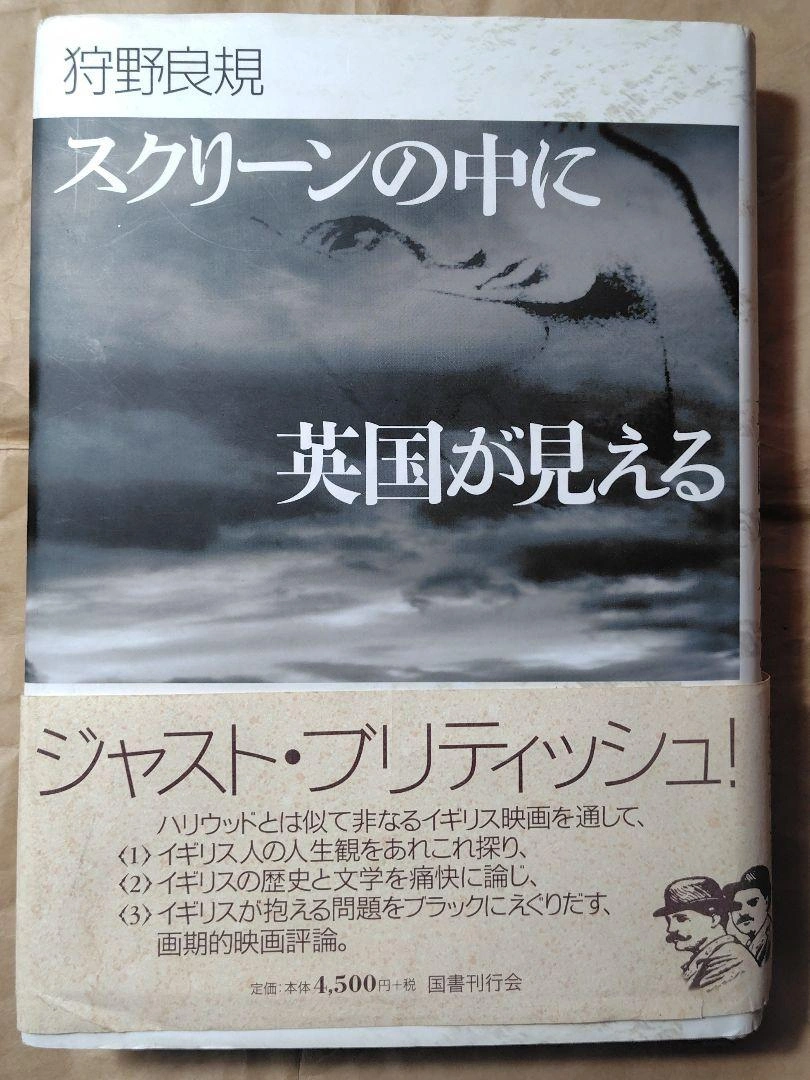 狩野良規
スクリーンの中に
英国が見える
ジャスト・ブリティッシュ!
ハリウッドとは似て非なるイギリス映画を通して、
〈1〉イギリス人の人生観をあれこれ探り、
〈2〉イギリスの歴史と文学を痛快に論じ、
〈3〉イギリスが抱える問題をブラックにえぐりだす、
画期的映画評論。
定価:本体4,500円+税 国書刊行会